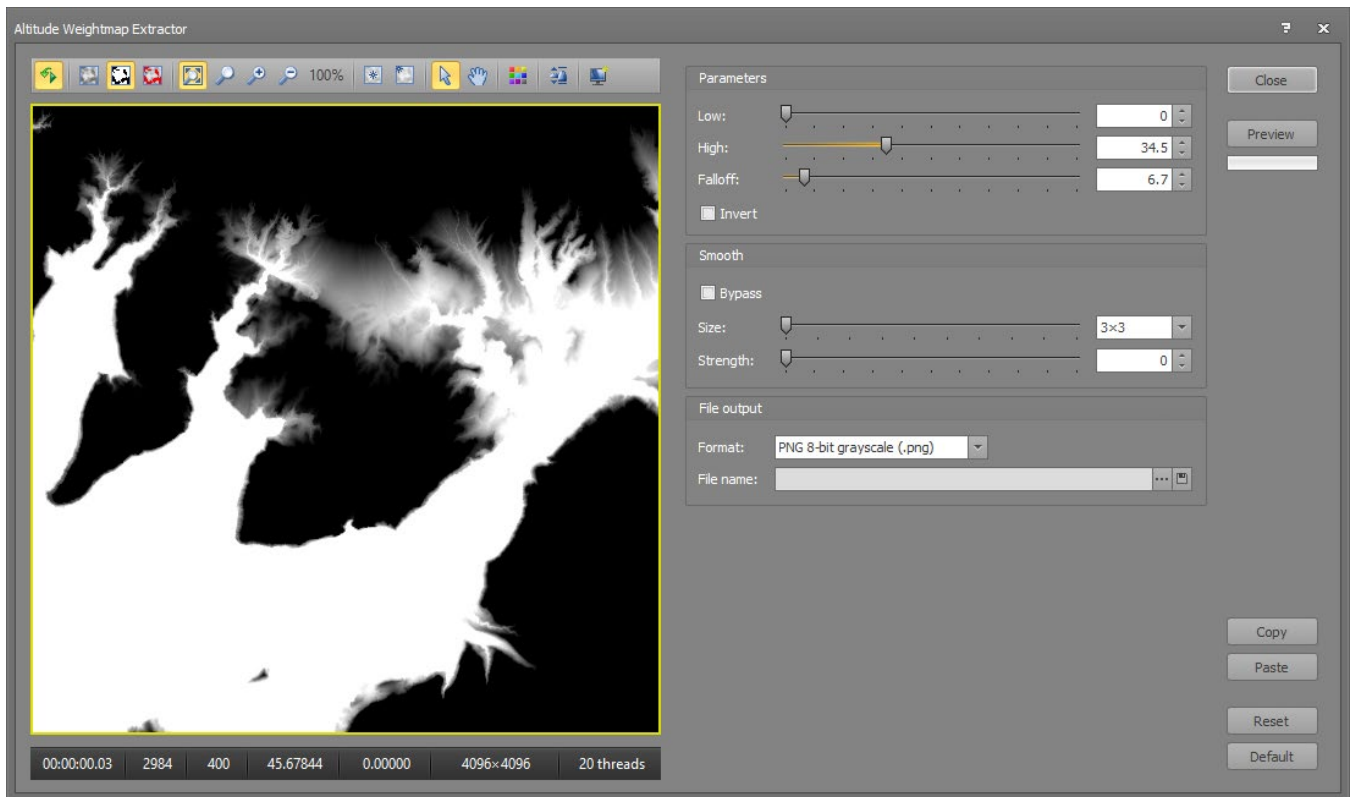 Altitude Weightmap Extractor
100%
Parameters
Low: 0
High: 34.5
Falloff: 6.7
Invert
Smooth
Bypass
Size: 3×3
Strength: 0
File output
Format: PNG 8-bit grayscale (.png)
File name:
Close
Preview
Copy
Paste
Reset
Default
00:00:00.03 2984 400 45.67844 0.00000 4096×4096 20 threads